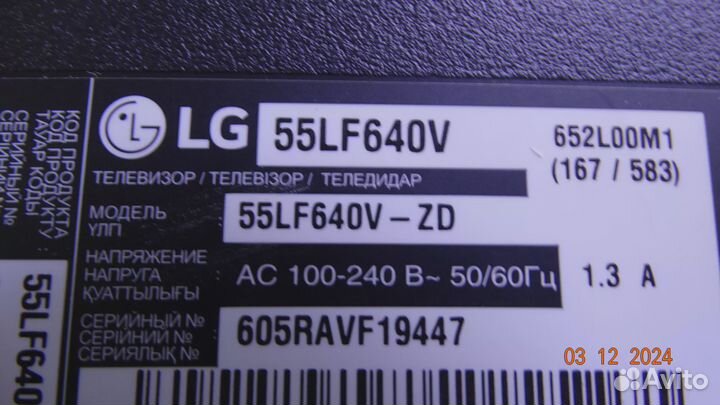 LG 55LF640V 652L00M1
ТЕЛЕВИЗОР / ТЕЛЕВІЗОР / ТЕЛЕДИДАР (167 / 583)
МОДЕЛЬ
ҮЛГІ
55LF640V – ZD
НАПРЯЖЕНИЕ
НАПРУГА
ҚУАТТЫЛЫҒЫ
AC 100-240 В~ 50/60Гц 1.3 А
СЕРИЙНЫЙ №
СЕРІЙНИЙ №
СЕРИЯЛЫҚ №
605RAVF19447
КОД ПРОДУКТА
КОД ПРОДУКТУ
ТАУАР КОДЫ
СЕРИЙНЫЙ №
55LF640
03 12 2024
Avito